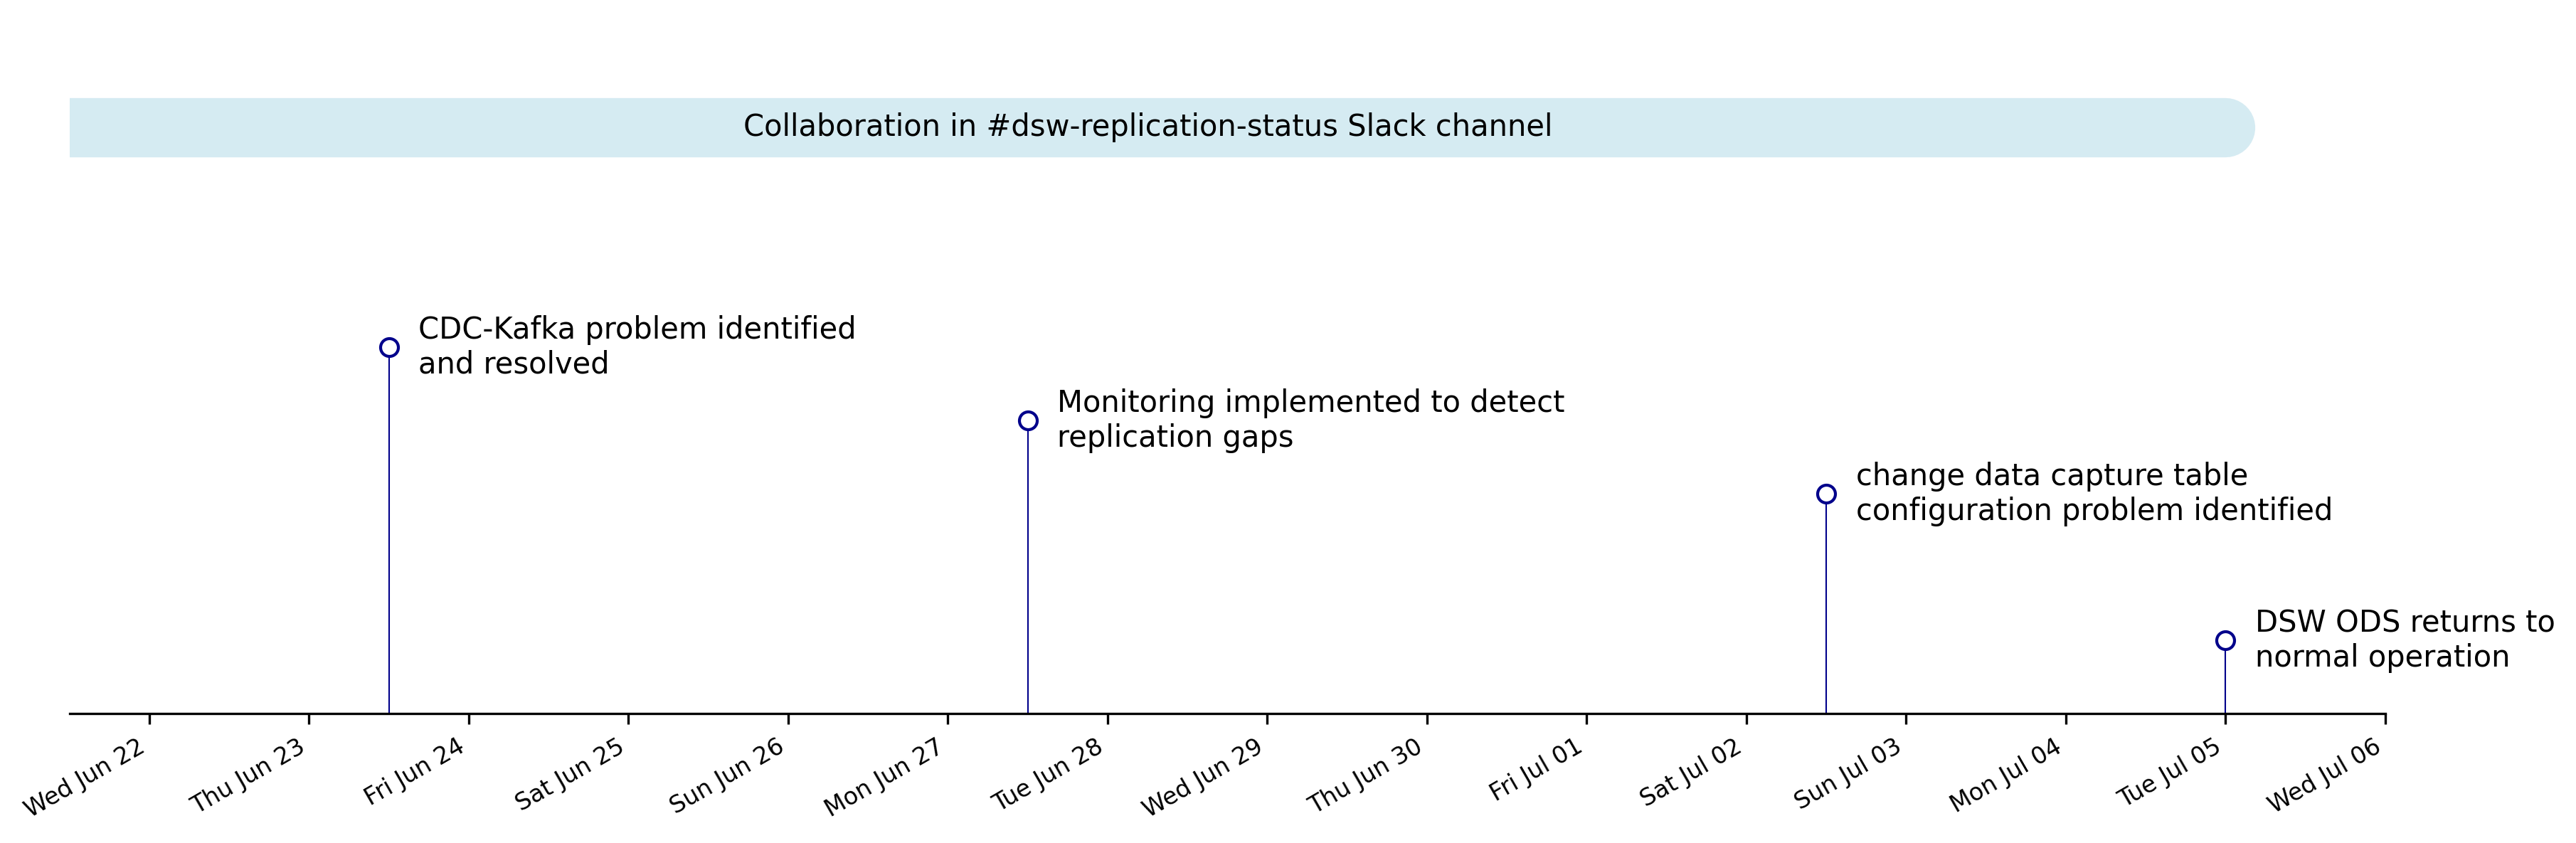 Collaboration in #dsw-replication-status Slack channel
CDC-Kafka problem identified
and resolved
Monitoring implemented to detect
replication gaps
change data capture table
configuration problem identified
DSW ODS returns to
normal operation
Wed Jun 22
Thu Jun 23
Fri Jun 24
Sat Jun 25
Sun Jun 26
Mon Jun 27
Tue Jun 28
Wed Jun 29
Thu Jun 30
Fri Jul 01
Sat Jul 02
Sun Jul 03
Mon Jul 04
Tue Jul 05
Wed Jul 06